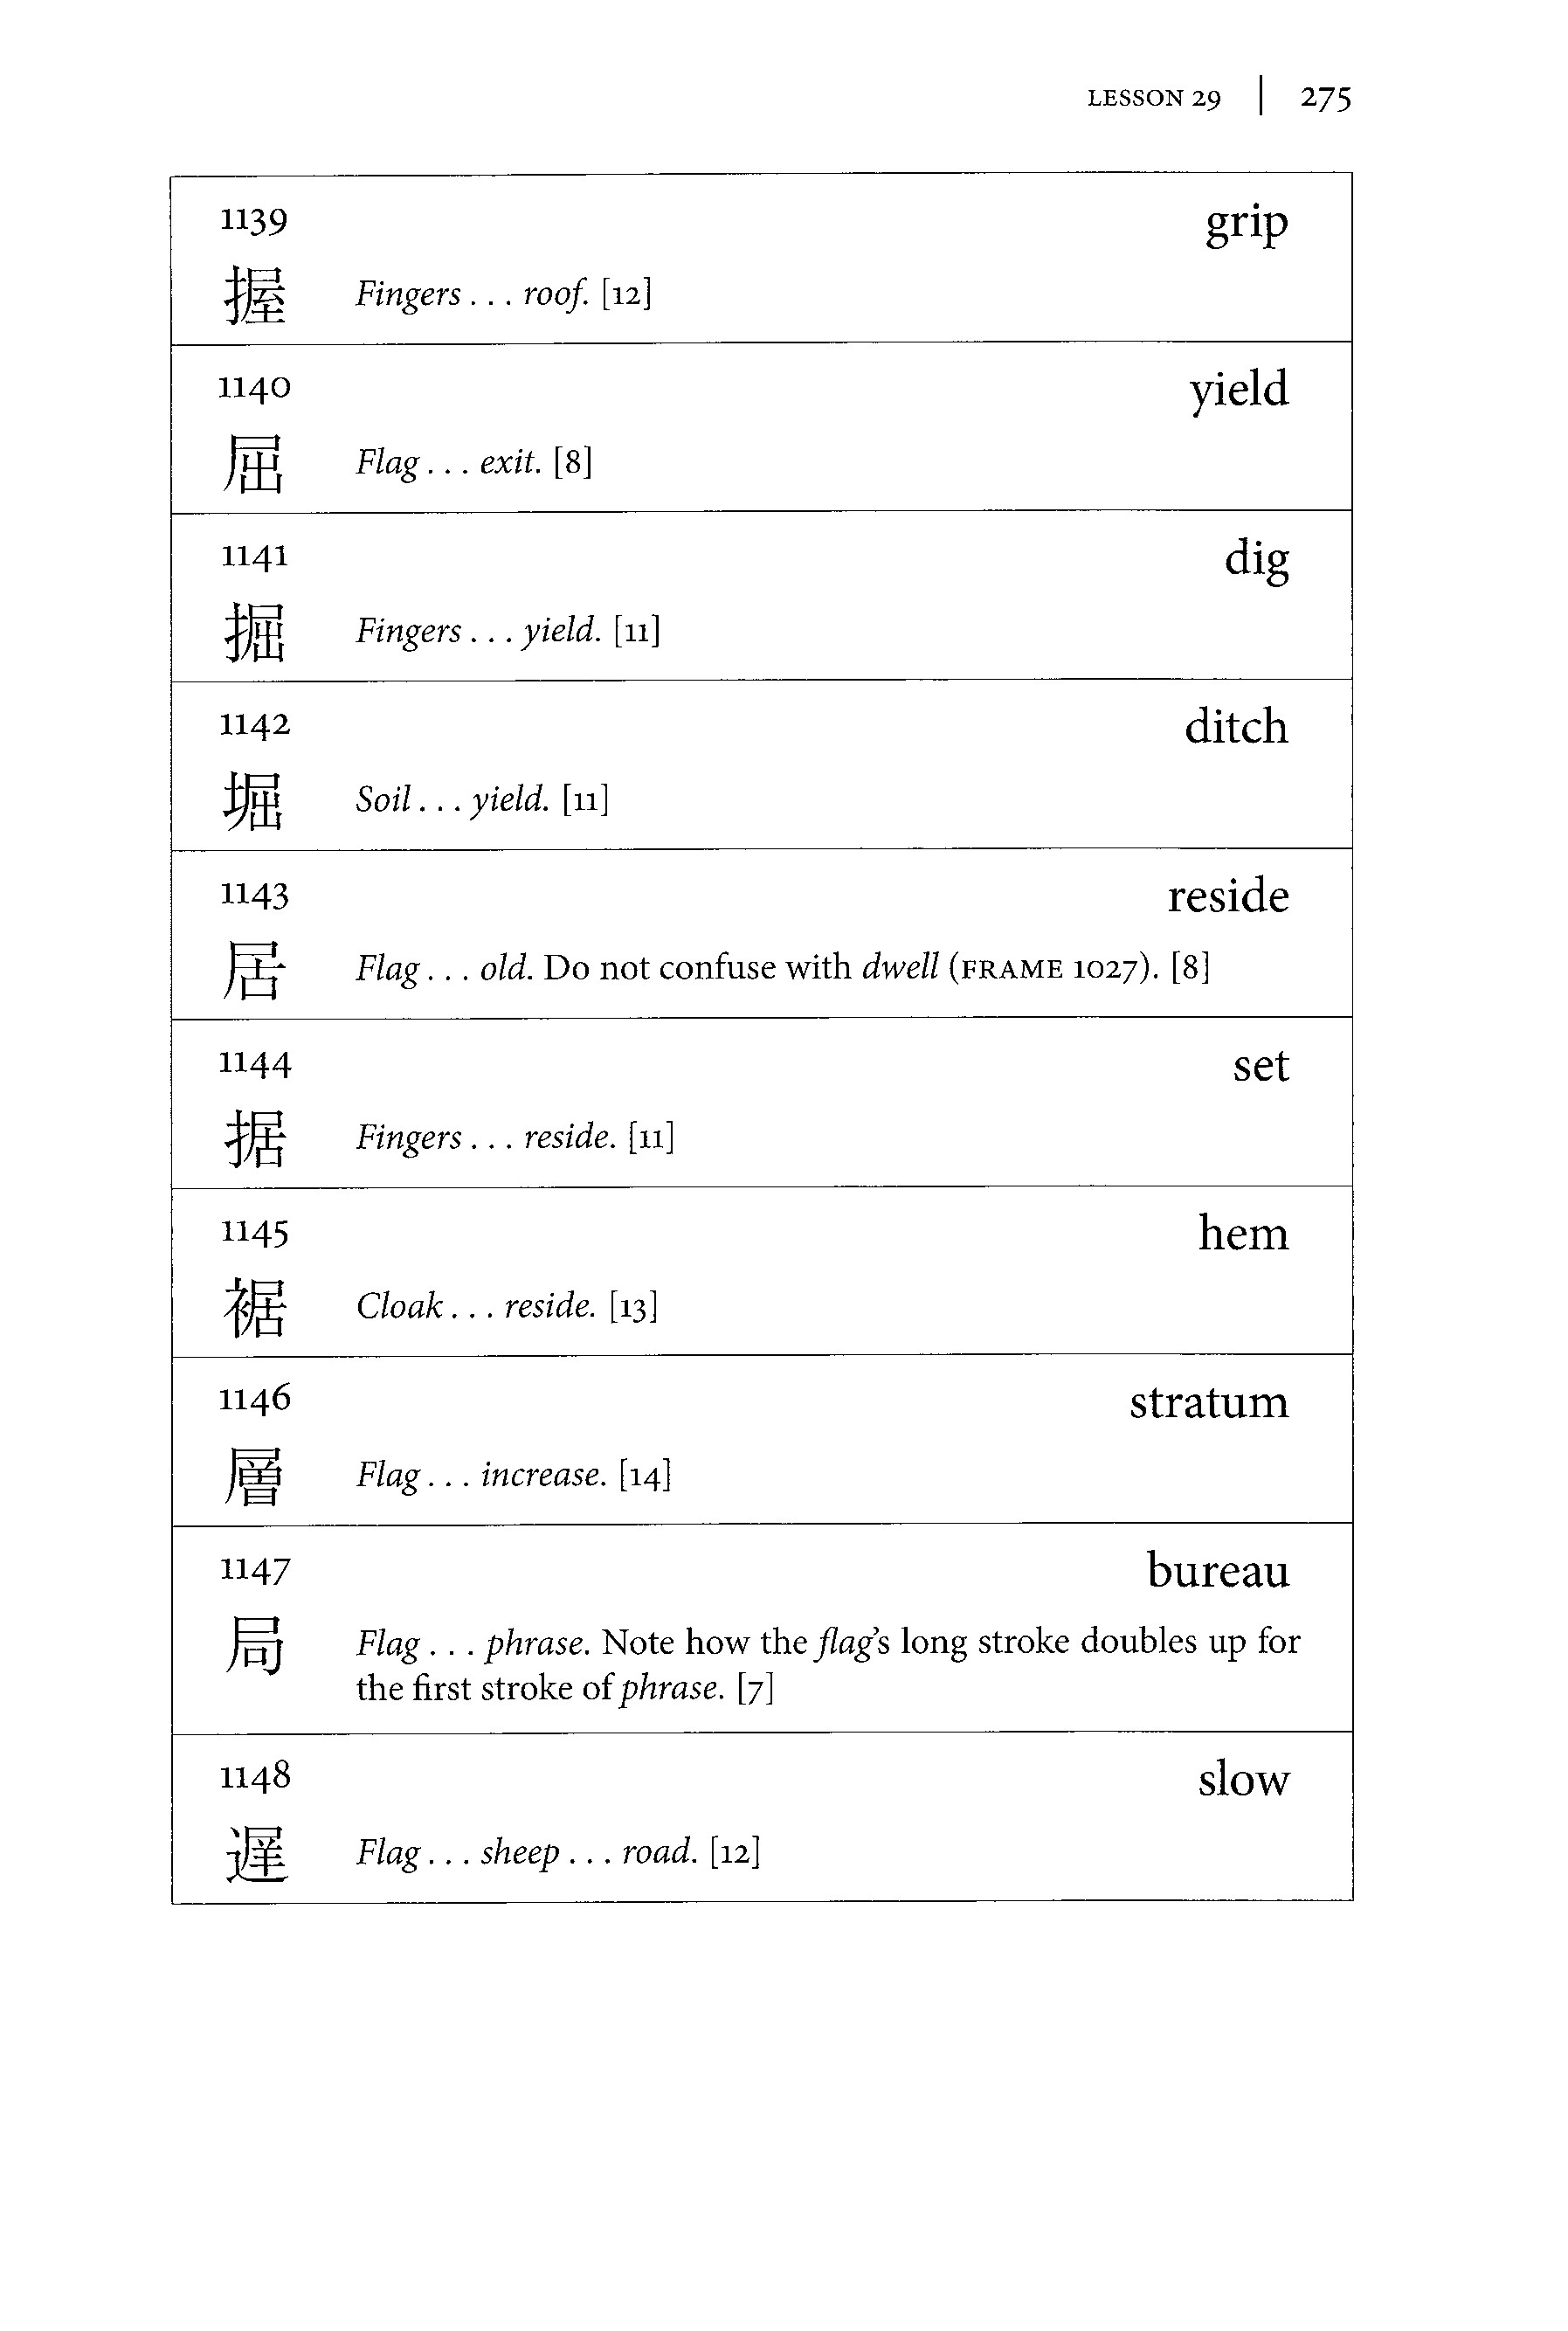 LESSON 29 | 275
1139 grip
握 Fingers . . . roof. [12]
1140 yield
屈 Flag . . . exit. [8]
1141 dig
掘 Fingers . . . yield. [11]
1142 ditch
堀 Soil . . . yield. [11]
1143 reside
居 Flag . . . old. Do not confuse with dwell (FRAME 1027). [8]
1144 set
据 Fingers . . . reside. [11]
1145 hem
裾 Cloak . . . reside. [13]
1146 stratum
層 Flag . . . increase. [14]
1147 bureau
局 Flag . . . phrase. Note how the flag's long stroke doubles up for
the first stroke of phrase. [7]
1148 slow
遅 Flag . . . sheep . . . road. [12]